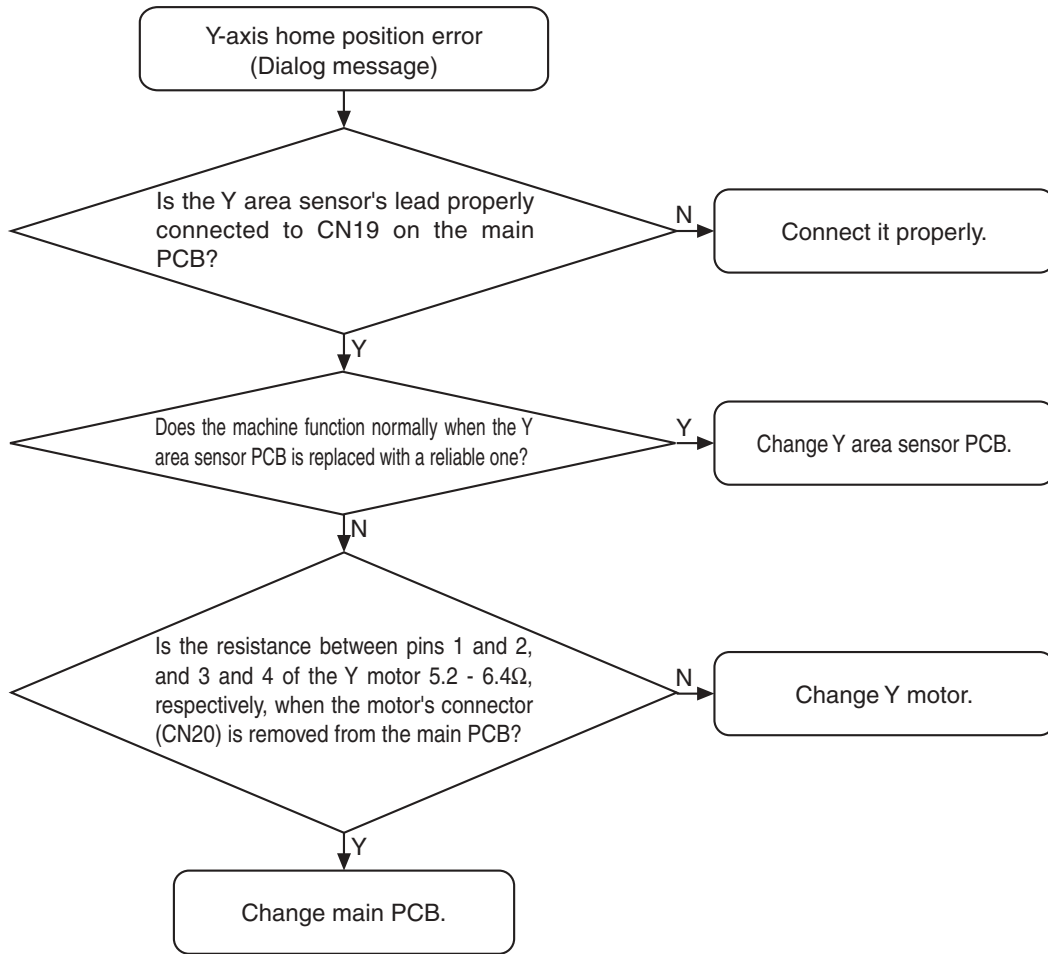 Y-axis home position error
(Dialog message)
Is the Y area sensor's lead properly
connected to CN19 on the main
PCB?
N
Connect it properly.
Y
Does the machine function normally when the Y
area sensor PCB is replaced with a reliable one?
Y
Change Y area sensor PCB.
N
Is the resistance between pins 1 and 2,
and 3 and 4 of the Y motor 5.2 - 6.4Ω,
respectively, when the motor's connector
(CN20) is removed from the main PCB?
N
Change Y motor.
Y
Change main PCB.